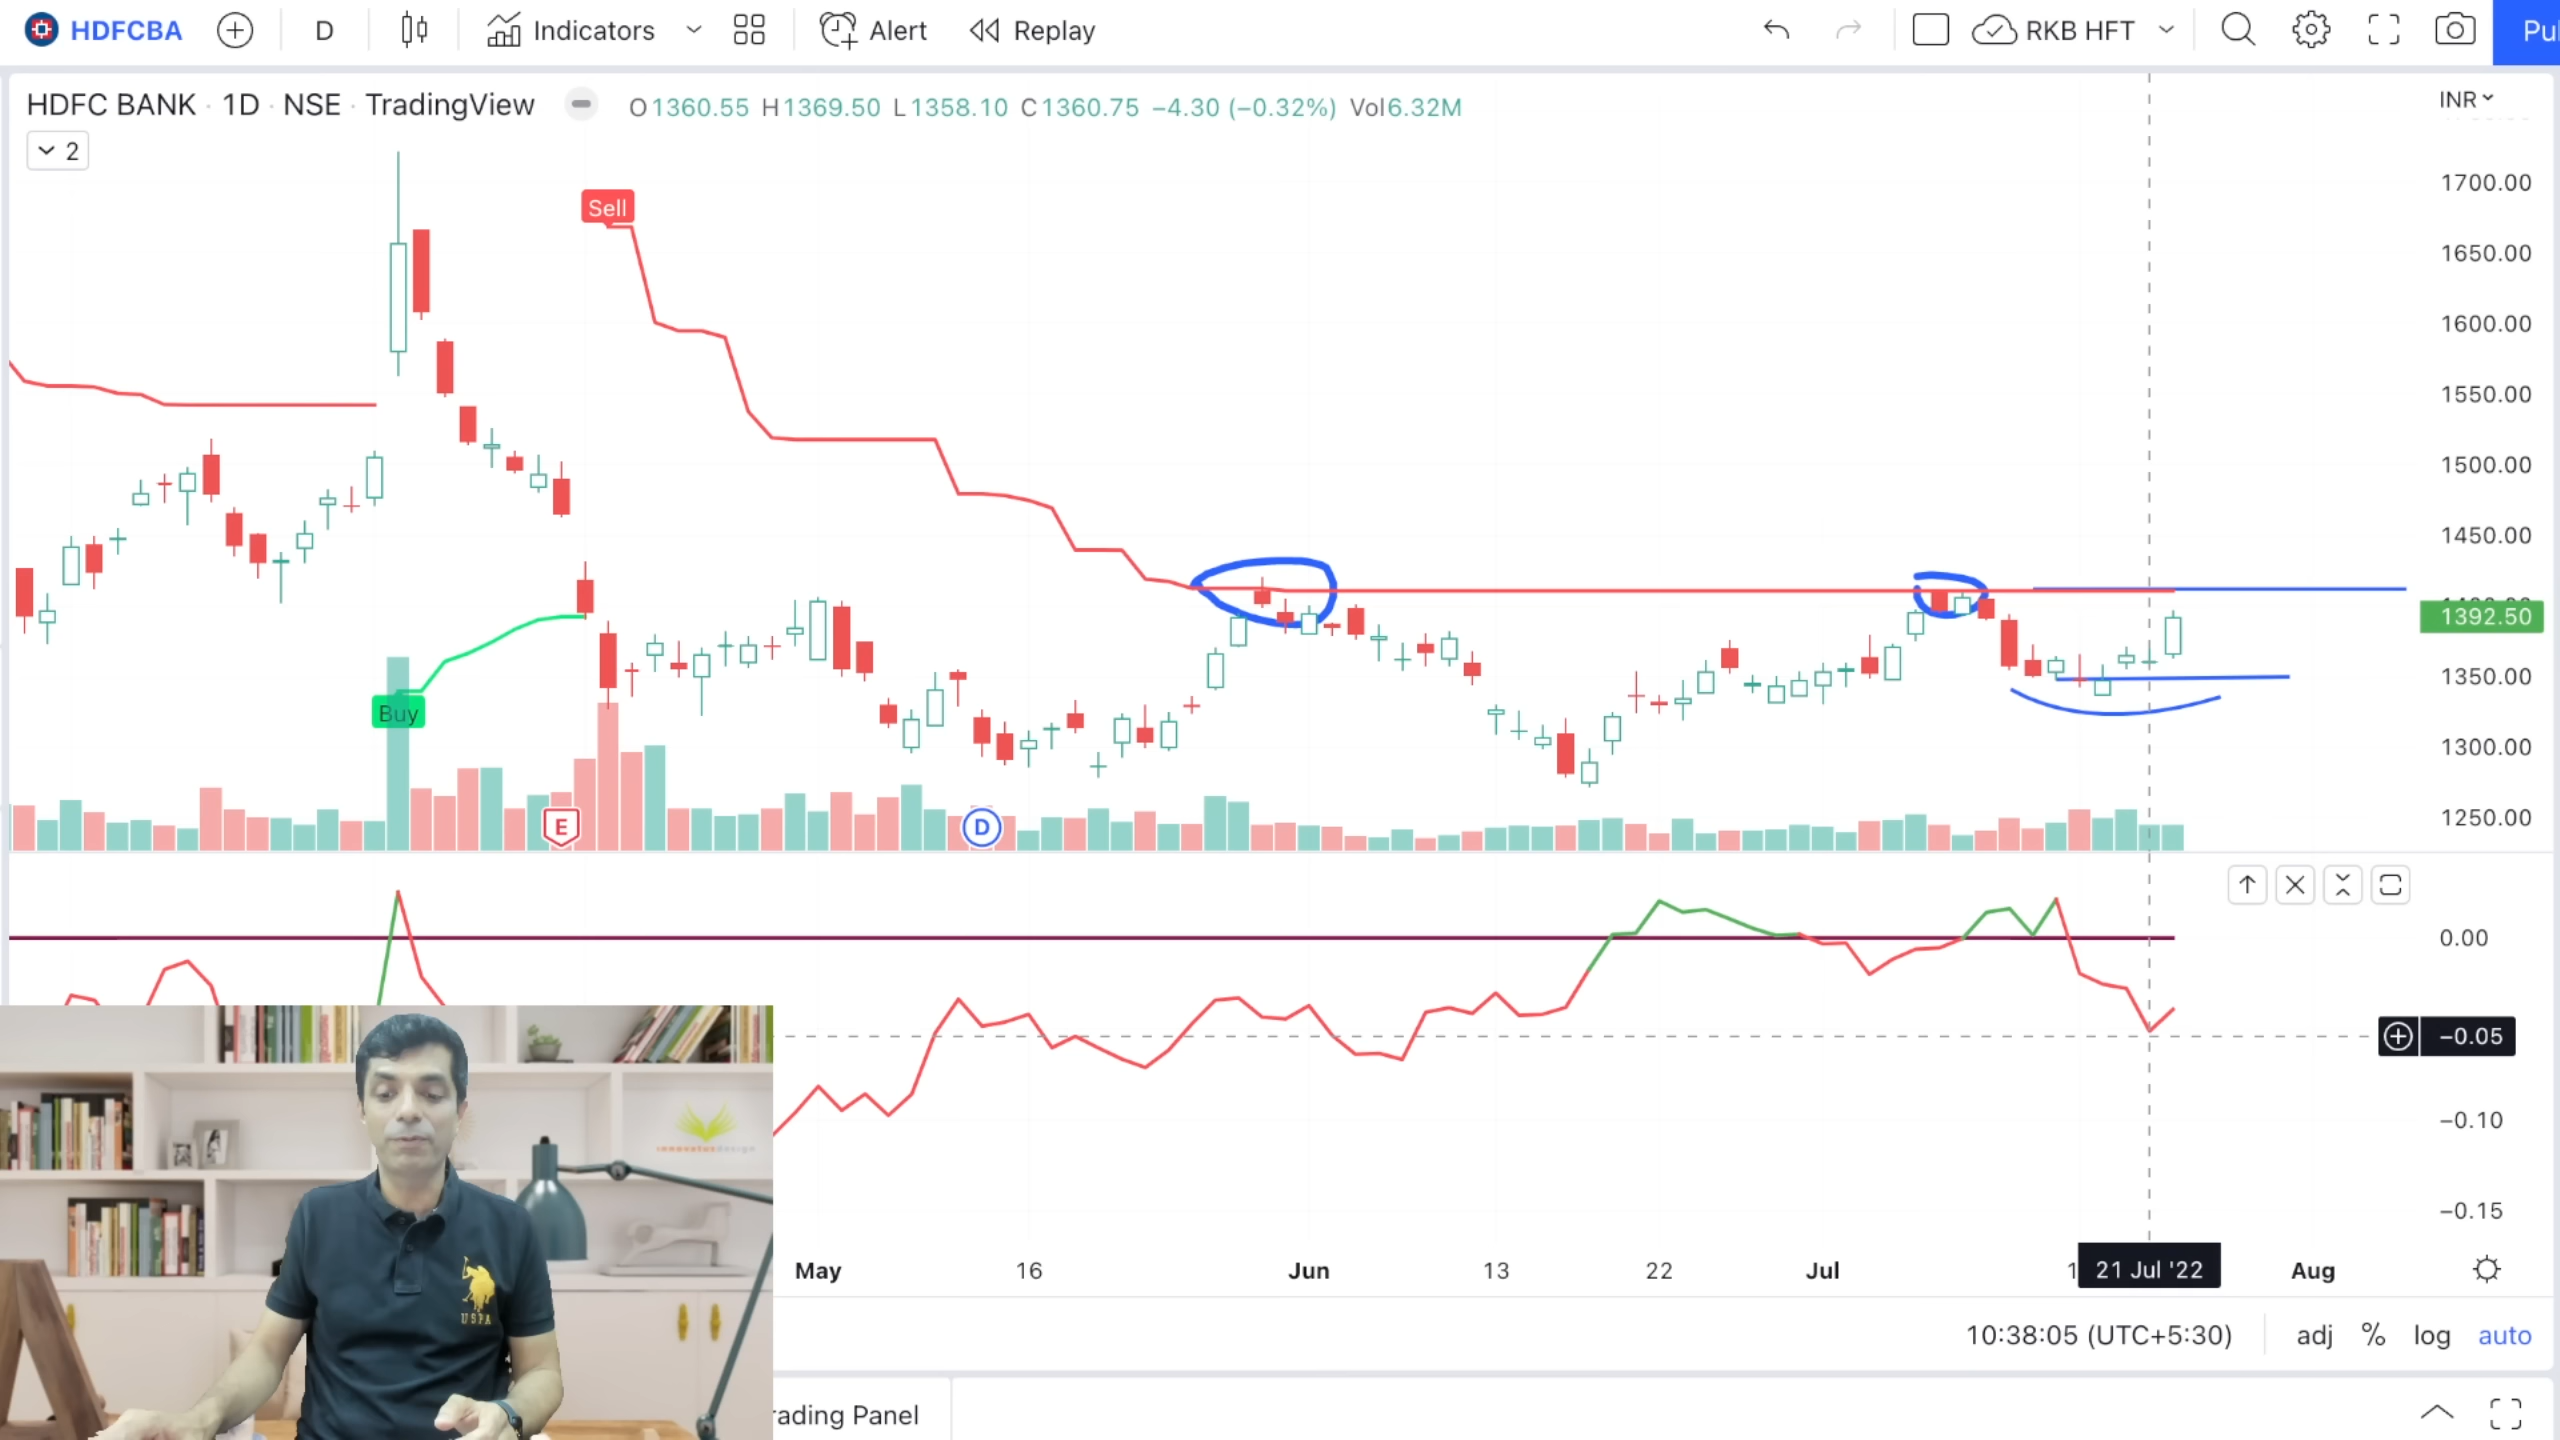 HDFCBA D Indicators Alert Replay RKB HFT
HDFC BANK · 1D · NSE · TradingView O1360.55 H1369.50 L1358.10 C1360.75 −4.30 (−0.32%) Vol6.32M INR
2
1700.00
Sell
1650.00
1600.00
1550.00
1500.00
1450.00
1392.50
1350.00
Buy
1300.00
1250.00
E
D
0.00
−0.05
−0.10
−0.15
May 16 Jun 13 22 Jul 21 Jul '22 Aug
USPA
10:38:05 (UTC+5:30) adj % log auto
Panel